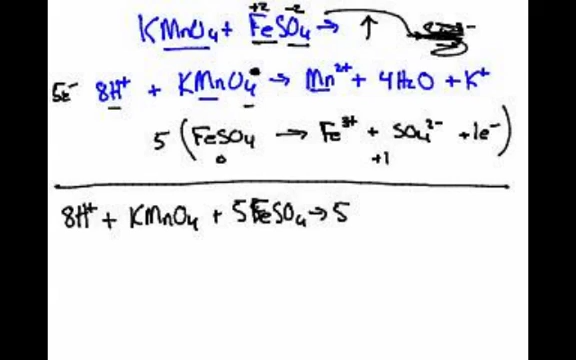 +2 -2
KMnO₄ + FeSO₄ → ↑
5e⁻ 8H⁺ + KMnO₄ → Mn²⁺ + 4H₂O + K⁺
5 (FeSO₄ → Fe³⁺ + SO₄²⁻ + 1e⁻)
0 +1
8H⁺ + KMnO₄ + 5FeSO₄ → 5